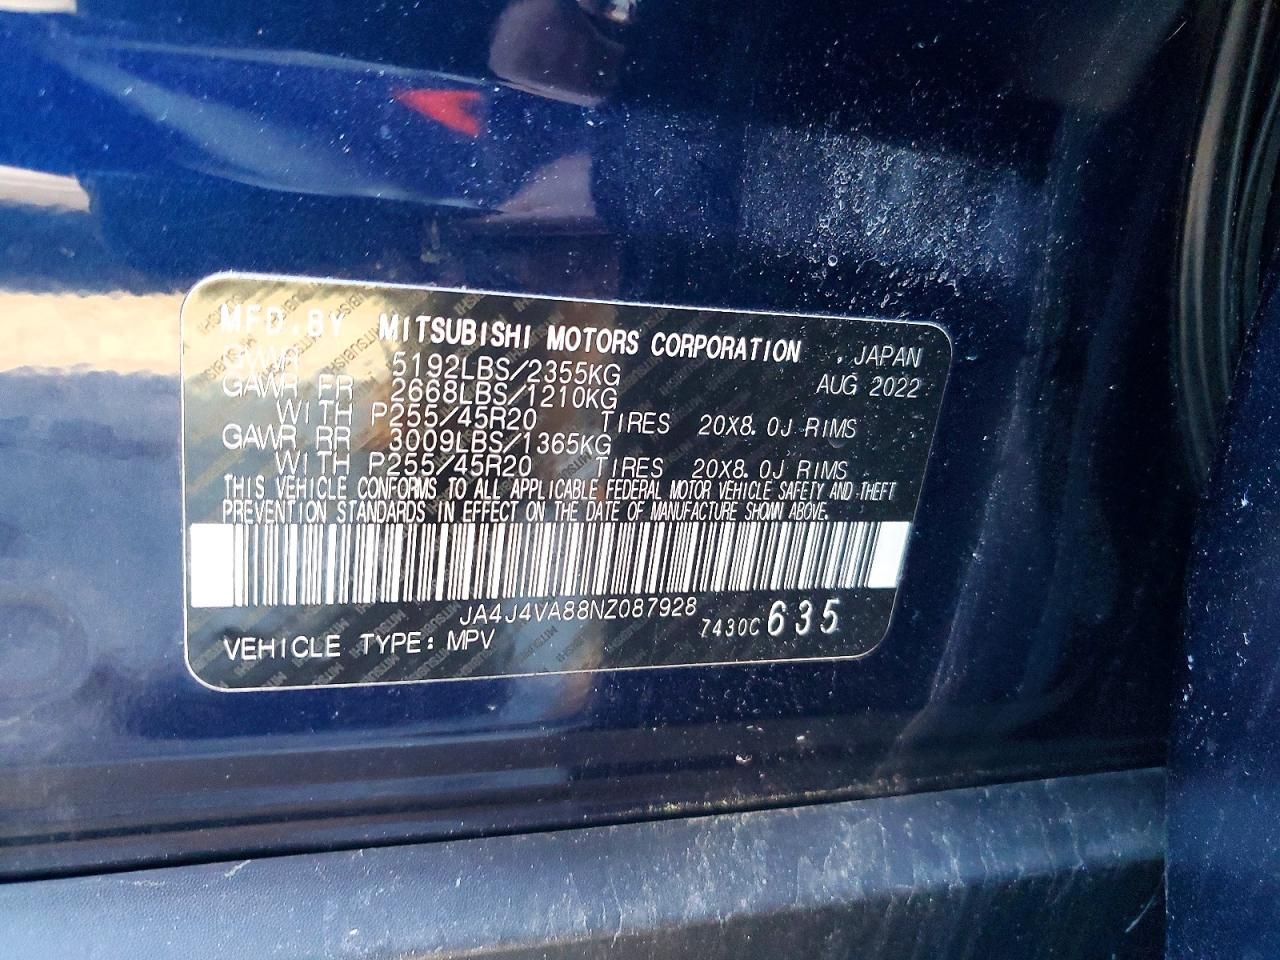 MFD. BY MITSUBISHI MOTORS CORPORATION , JAPAN
GVWR 5192LBS/2355KG AUG 2022
GAWR FR 2668LBS/1210KG
WITH P255/45R20 TIRES 20X8.0J RIMS
GAWR RR 3009LBS/1365KG
WITH P255/45R20 TIRES 20X8.0J RIMS
THIS VEHICLE CONFORMS TO ALL APPLICABLE FEDERAL MOTOR VEHICLE SAFETY AND THEFT
PREVENTION STANDARDS IN EFFECT ON THE DATE OF MANUFACTURE SHOWN ABOVE.
JA4J4VA88NZ087928
7430C 635
VEHICLE TYPE: MPV